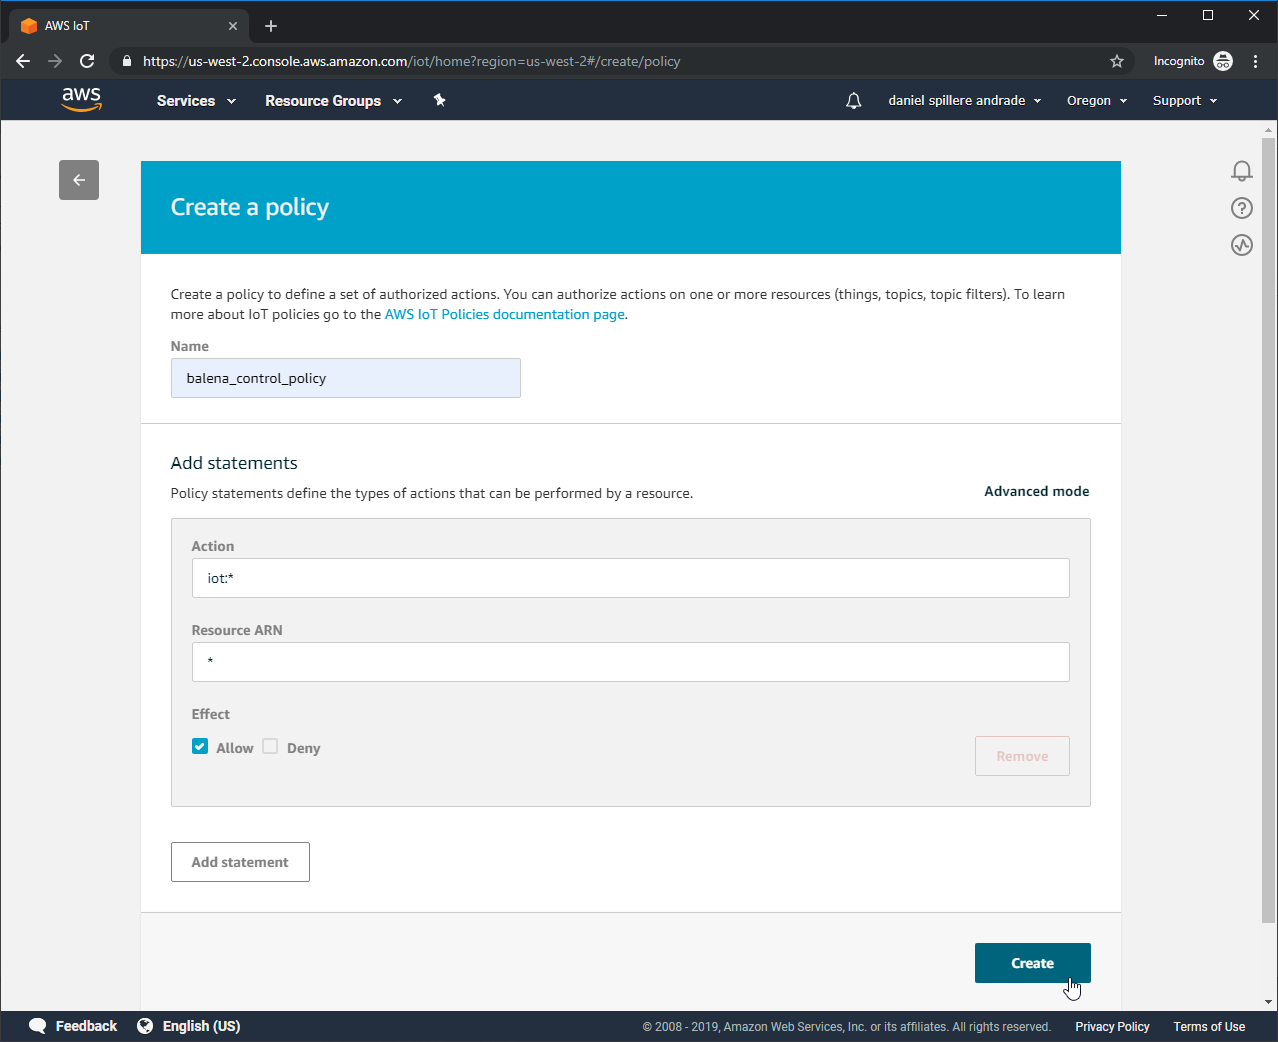 AWS IoT
https://us-west-2.console.aws.amazon.com/iot/home?region=us-west-2#/create/policy
Incognito
aws
Services
Resource Groups
daniel spillere andrade
Oregon
Support
Create a policy
Create a policy to define a set of authorized actions. You can authorize actions on one or more resources (things, topics, topic filters). To learn
more about IoT policies go to the AWS IoT Policies documentation page.
Name
balena_control_policy
Add statements
Policy statements define the types of actions that can be performed by a resource.
Advanced mode
Action
iot:*
Resource ARN
*
Effect
Allow
Deny
Remove
Add statement
Create
Feedback
English (US)
© 2008 - 2019, Amazon Web Services, Inc. or its affiliates. All rights reserved.
Privacy Policy
Terms of Use